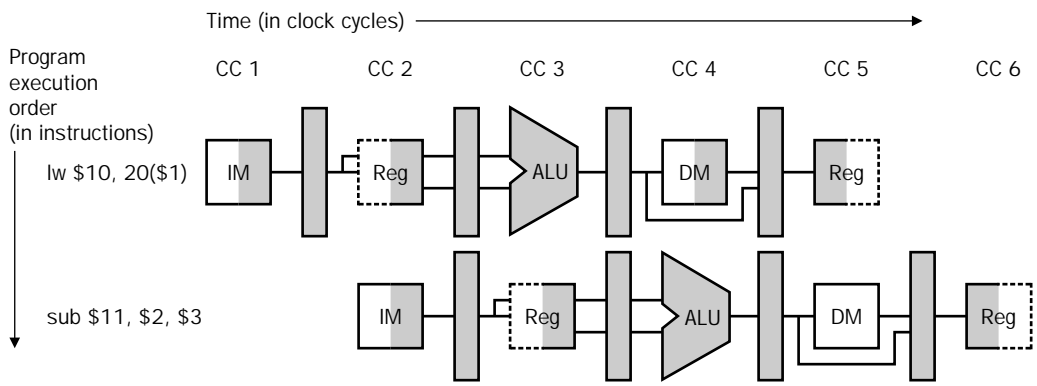 Time (in clock cycles)
Program
execution
order
(in instructions)
CC 1 CC 2 CC 3 CC 4 CC 5 CC 6
lw $10, 20($1) IM Reg ALU DM Reg
sub $11, $2, $3 IM Reg ALU DM Reg